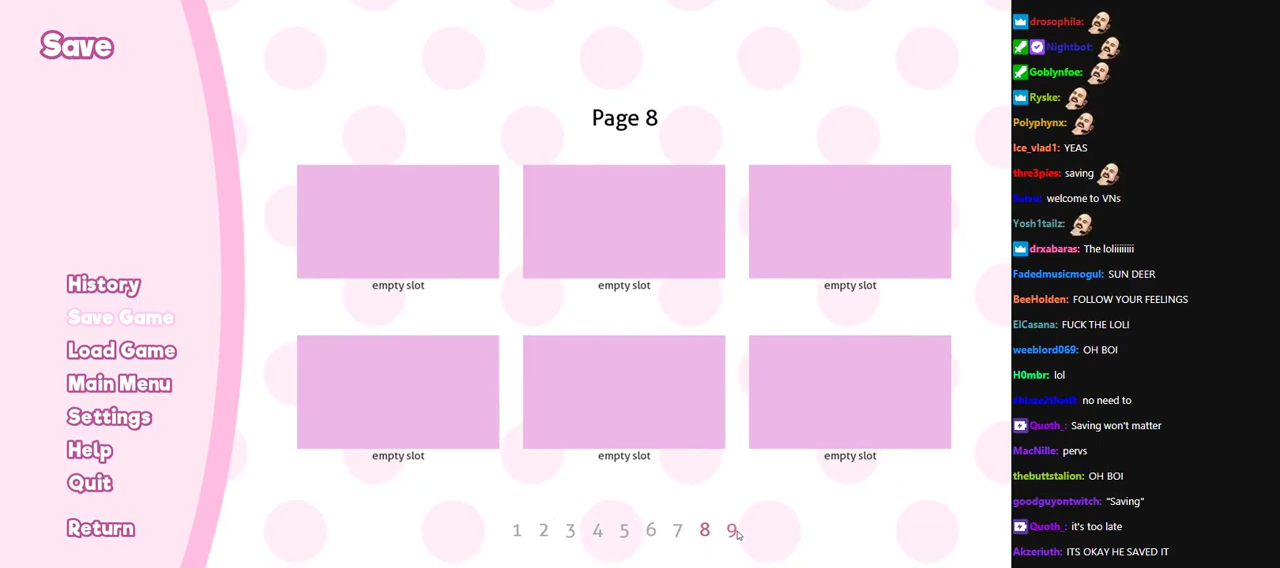 Save
Page 8
empty slot
empty slot
empty slot
empty slot
empty slot
empty slot
1 2 3 4 5 6 7 8 9
History
Save Game
Load Game
Main Menu
Settings
Help
Quit
Return
drosophila:
Nightbot:
Goblynfoe:
Ryske:
Polyphynx:
Ice_vlad1: YEAS
thre3pies: saving
welcome to VNs
Yosh1tailz:
drxabaras: The loliiiiiiii
Fadedmusicmogul: SUN DEER
BeeHolden: FOLLOW YOUR FEELINGS
ElCasana: FUCK THE LOLI
weeblord069: OH BOI
H0mbr: lol
no need to
Quoth_: Saving won't matter
MacNille: pervs
thebuttstalion: OH BOI
goodguyontwitch: "Saving"
Quoth_: it's too late
Akzeriuth: ITS OKAY HE SAVED IT